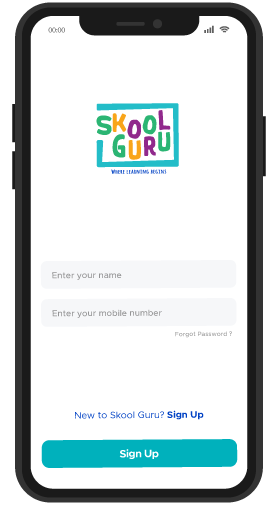 00:00
SKOOL
GURU
WHOLE LEARNING BEGINS
Enter your name
Enter your mobile number
Forgot Password ?
New to Skool Guru? Sign Up
Sign Up